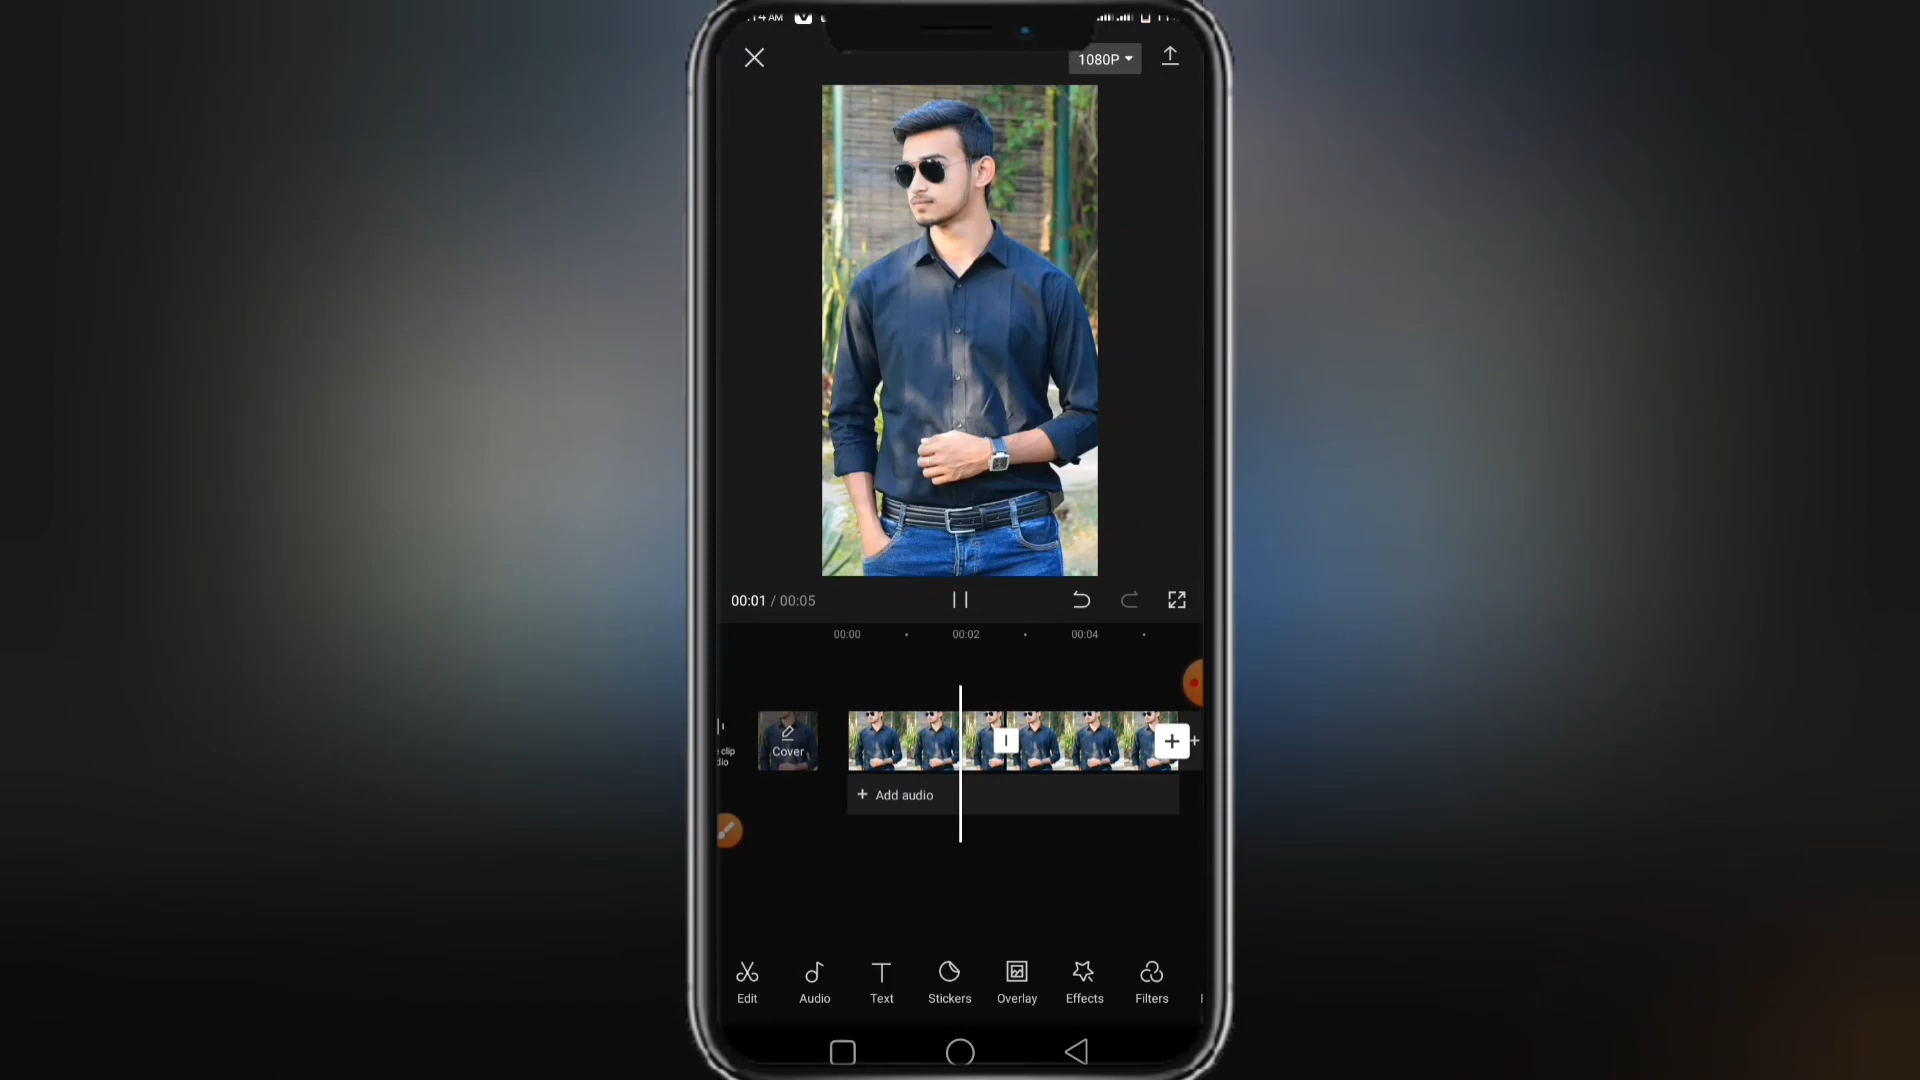 1080P
00:01 / 00:05
00:00 00:02 00:04
Cover
+ Add audio
Edit Audio Text Stickers Overlay Effects Filters